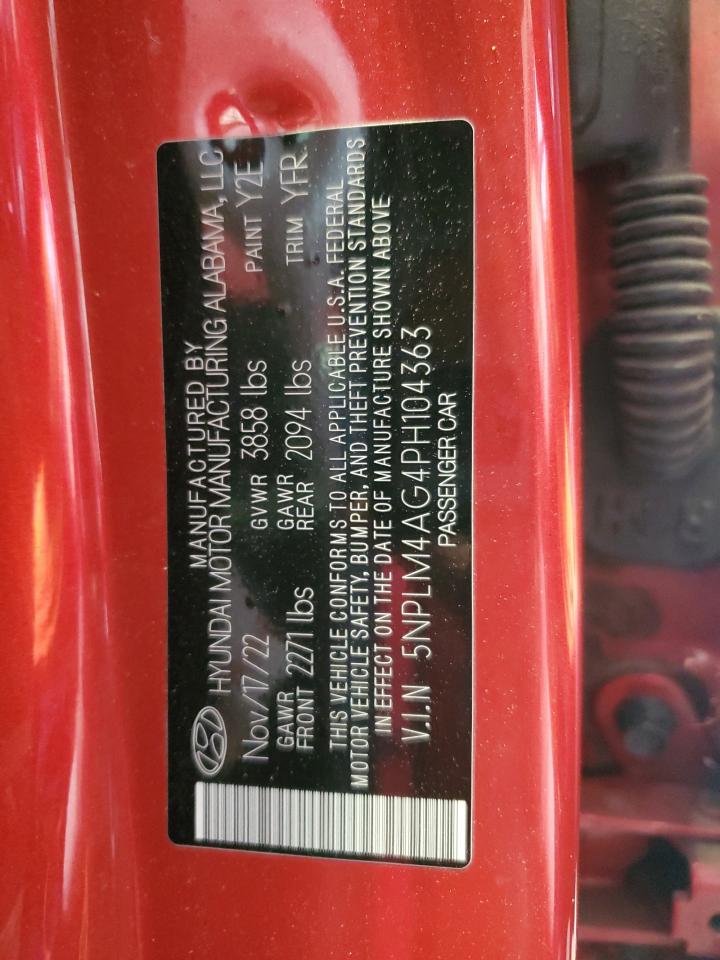 MANUFACTURED BY
HYUNDAI MOTOR MANUFACTURING ALABAMA, LLC
Nov/17/22 GVWR 3858 lbs PAINT Y2E
GAWR FRONT 2271 lbs GAWR REAR 2094 lbs TRIM YFR
THIS VEHICLE CONFORMS TO ALL APPLICABLE U.S.A. FEDERAL
MOTOR VEHICLE SAFETY, BUMPER, AND THEFT PREVENTION STANDARDS
IN EFFECT ON THE DATE OF MANUFACTURE SHOWN ABOVE
V.I.N 5NPLM4AG4PH104363
PASSENGER CAR